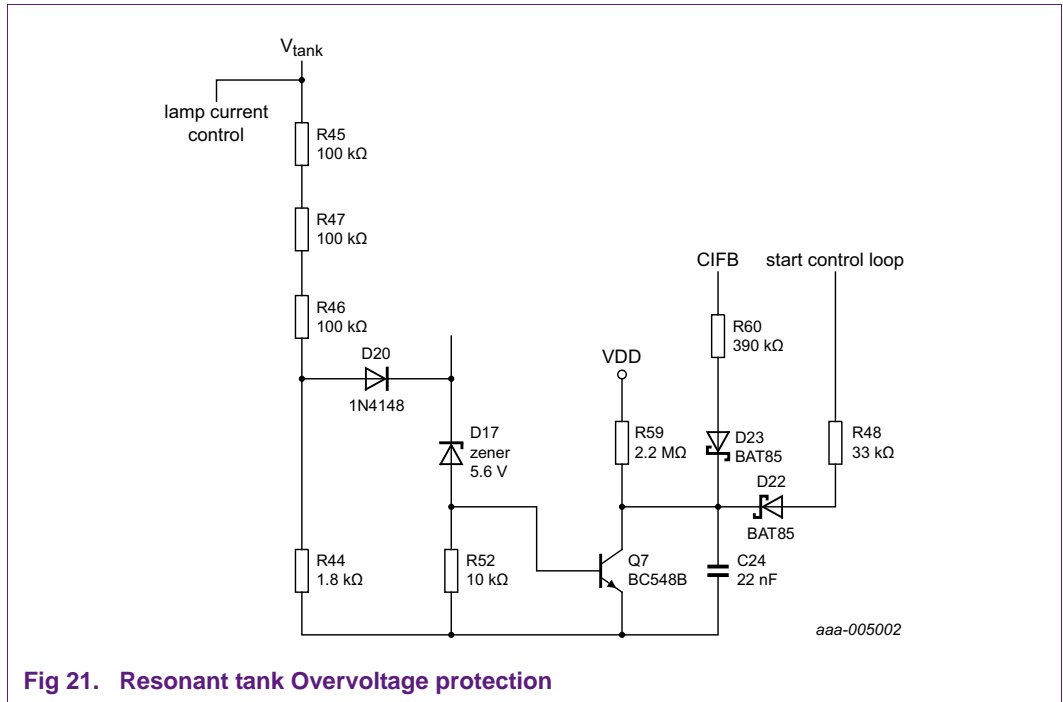 Vtank
lamp current
control
R45
100 kΩ
R47
100 kΩ
R46
100 kΩ
D20
1N4148
D17
zener
5.6 V
R44
1.8 kΩ
R52
10 kΩ
Q7
BC548B
VDD
R59
2.2 MΩ
CIFB
R60
390 kΩ
D23
BAT85
D22
BAT85
start control loop
R48
33 kΩ
C24
22 nF
aaa-005002
Fig 21. Resonant tank Overvoltage protection